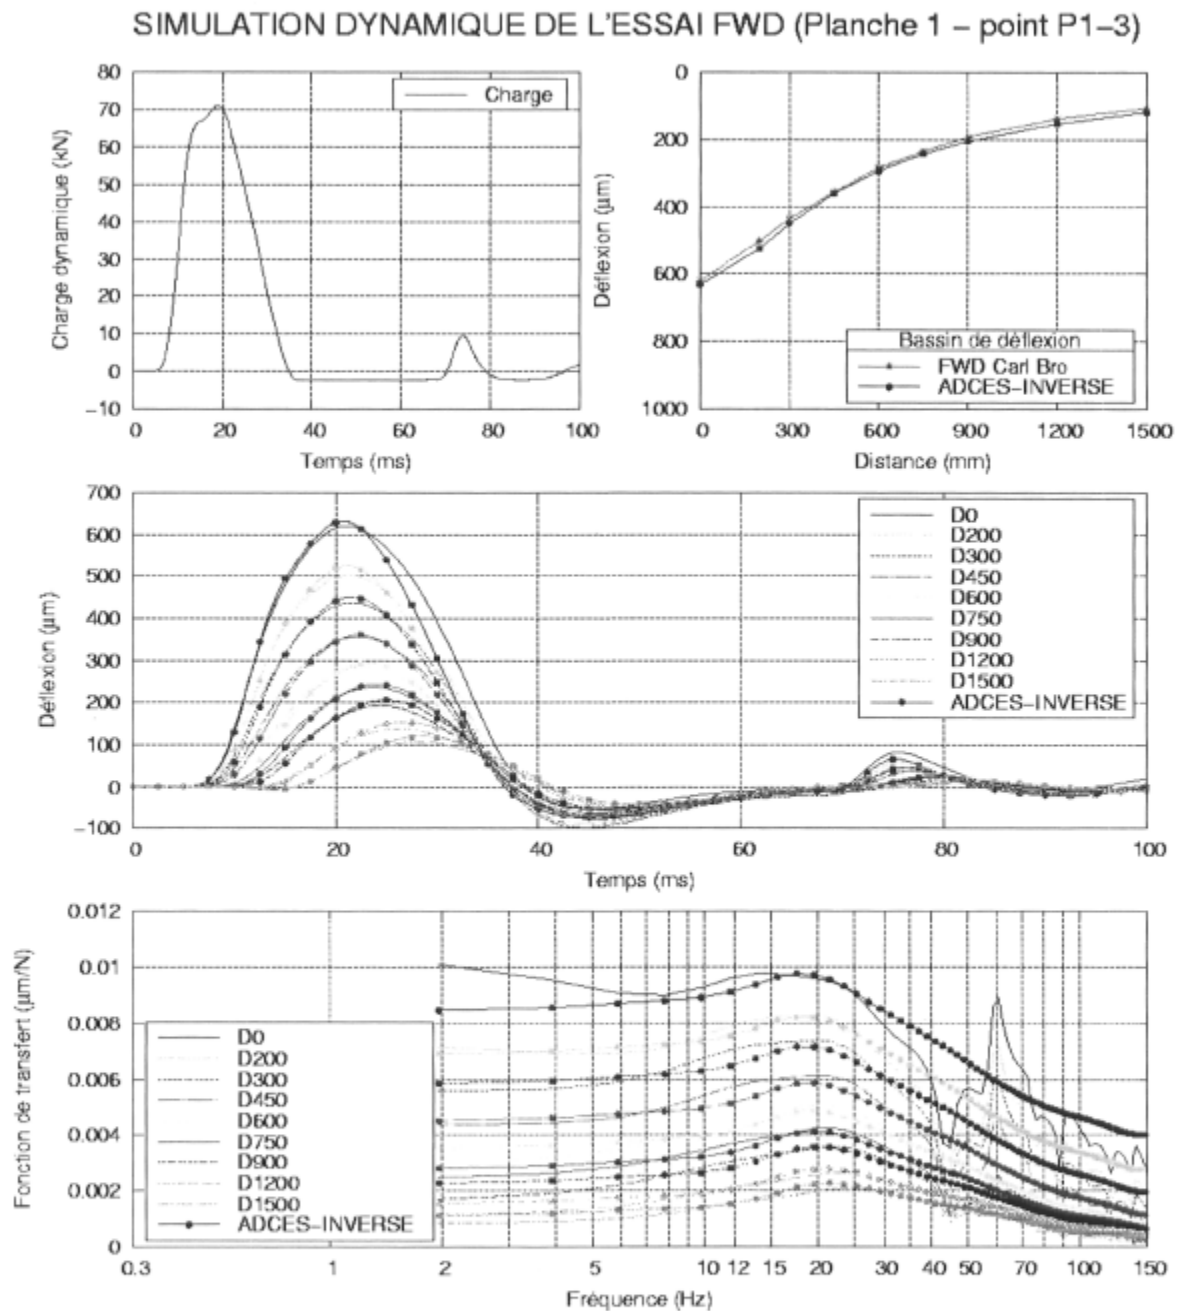 SIMULATION DYNAMIQUE DE L'ESSAI FWD (Planche 1 – point P1–3)
Charge dynamique (kN)
80
70
60
50
40
30
20
10
0
−10
Charge
0 20 40 60 80 100
Temps (ms)
Déflexion (µm)
0
200
400
600
800
1000
Bassin de déflexion
FWD Carl Bro
ADCES−INVERSE
0 300 600 900 1200 1500
Distance (mm)
Déflexion (µm)
700
600
500
400
300
200
100
0
−100
D0
D200
D300
D450
D600
D750
D900
D1200
D1500
ADCES−INVERSE
0 20 40 60 80 100
Temps (ms)
Fonction de transfert (µm/N)
0.012
0.01
0.008
0.006
0.004
0.002
0
D0
D200
D300
D450
D600
D750
D900
D1200
D1500
ADCES−INVERSE
0.3 1 2 5 10 12 15 20 30 40 50 70 100 150
Fréquence (Hz)